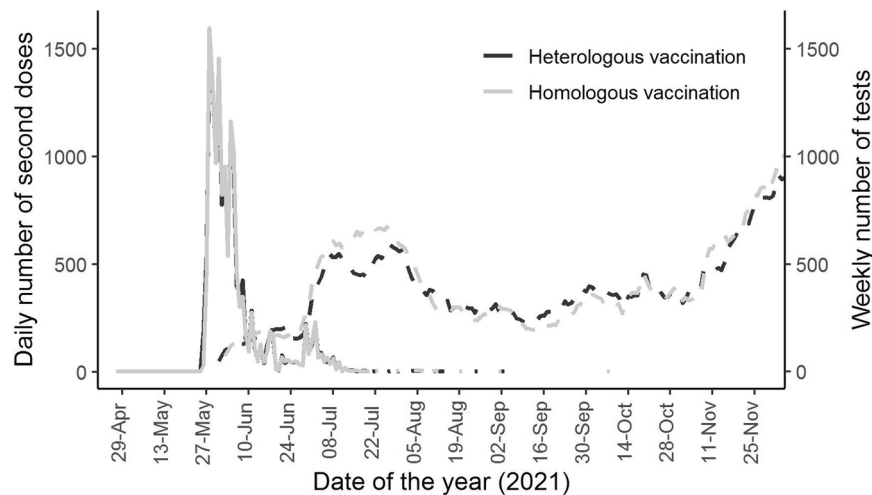 Daily number of second doses
1500
1000
500
0
Heterologous vaccination
Homologous vaccination
1500
1000
500
0
Weekly number of tests
29-Apr
13-May
27-May
10-Jun
24-Jun
08-Jul
22-Jul
05-Aug
19-Aug
02-Sep
16-Sep
30-Sep
14-Oct
28-Oct
11-Nov
25-Nov
Date of the year (2021)